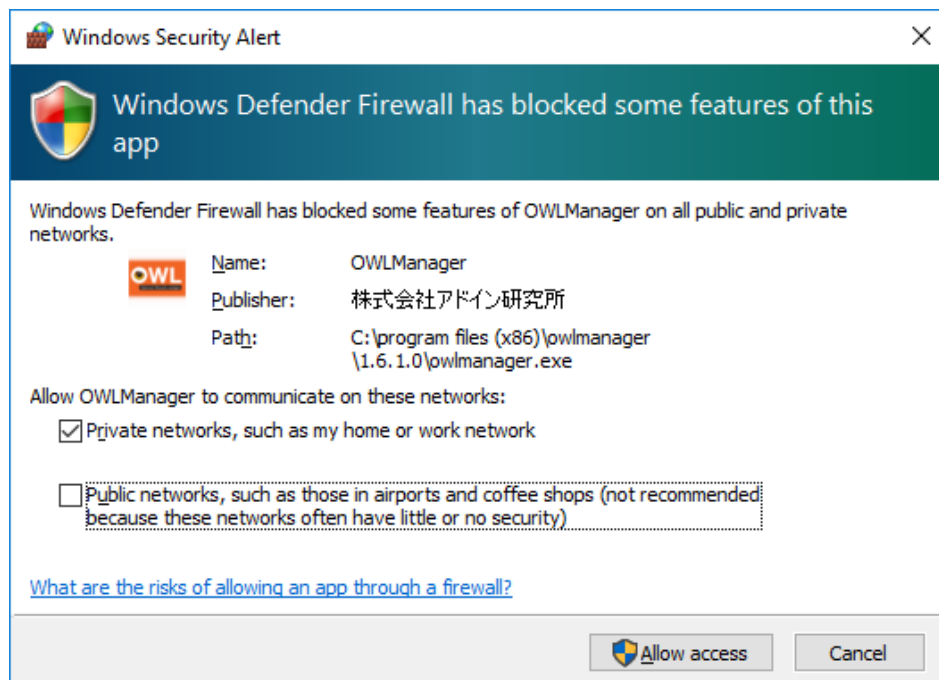 Windows Security Alert
Windows Defender Firewall has blocked some features of this
app
Windows Defender Firewall has blocked some features of OWLManager on all public and private
networks.
OWL
Name: OWLManager
Publisher: 株式会社アドイン研究所
Path: C:\program files (x86)\owlmanager
\1.6.1.0\owlmanager.exe
Allow OWLManager to communicate on these networks:
Private networks, such as my home or work network
Public networks, such as those in airports and coffee shops (not recommended
because these networks often have little or no security)
What are the risks of allowing an app through a firewall?
Allow access Cancel